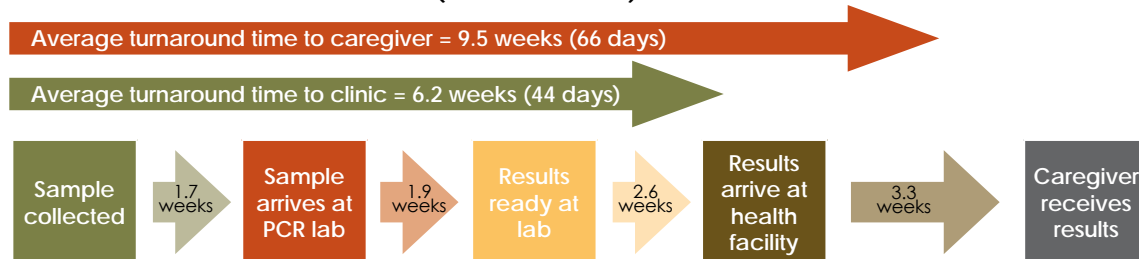 Average turnaround time to caregiver = 9.5 weeks (66 days)
Average turnaround time to clinic = 6.2 weeks (44 days)
Sample
collected
1.7
weeks
Sample
arrives at
PCR lab
1.9
weeks
Results
ready at
lab
2.6
weeks
Results
arrive at
health
facility
3.3
weeks
Caregiver
receives
results